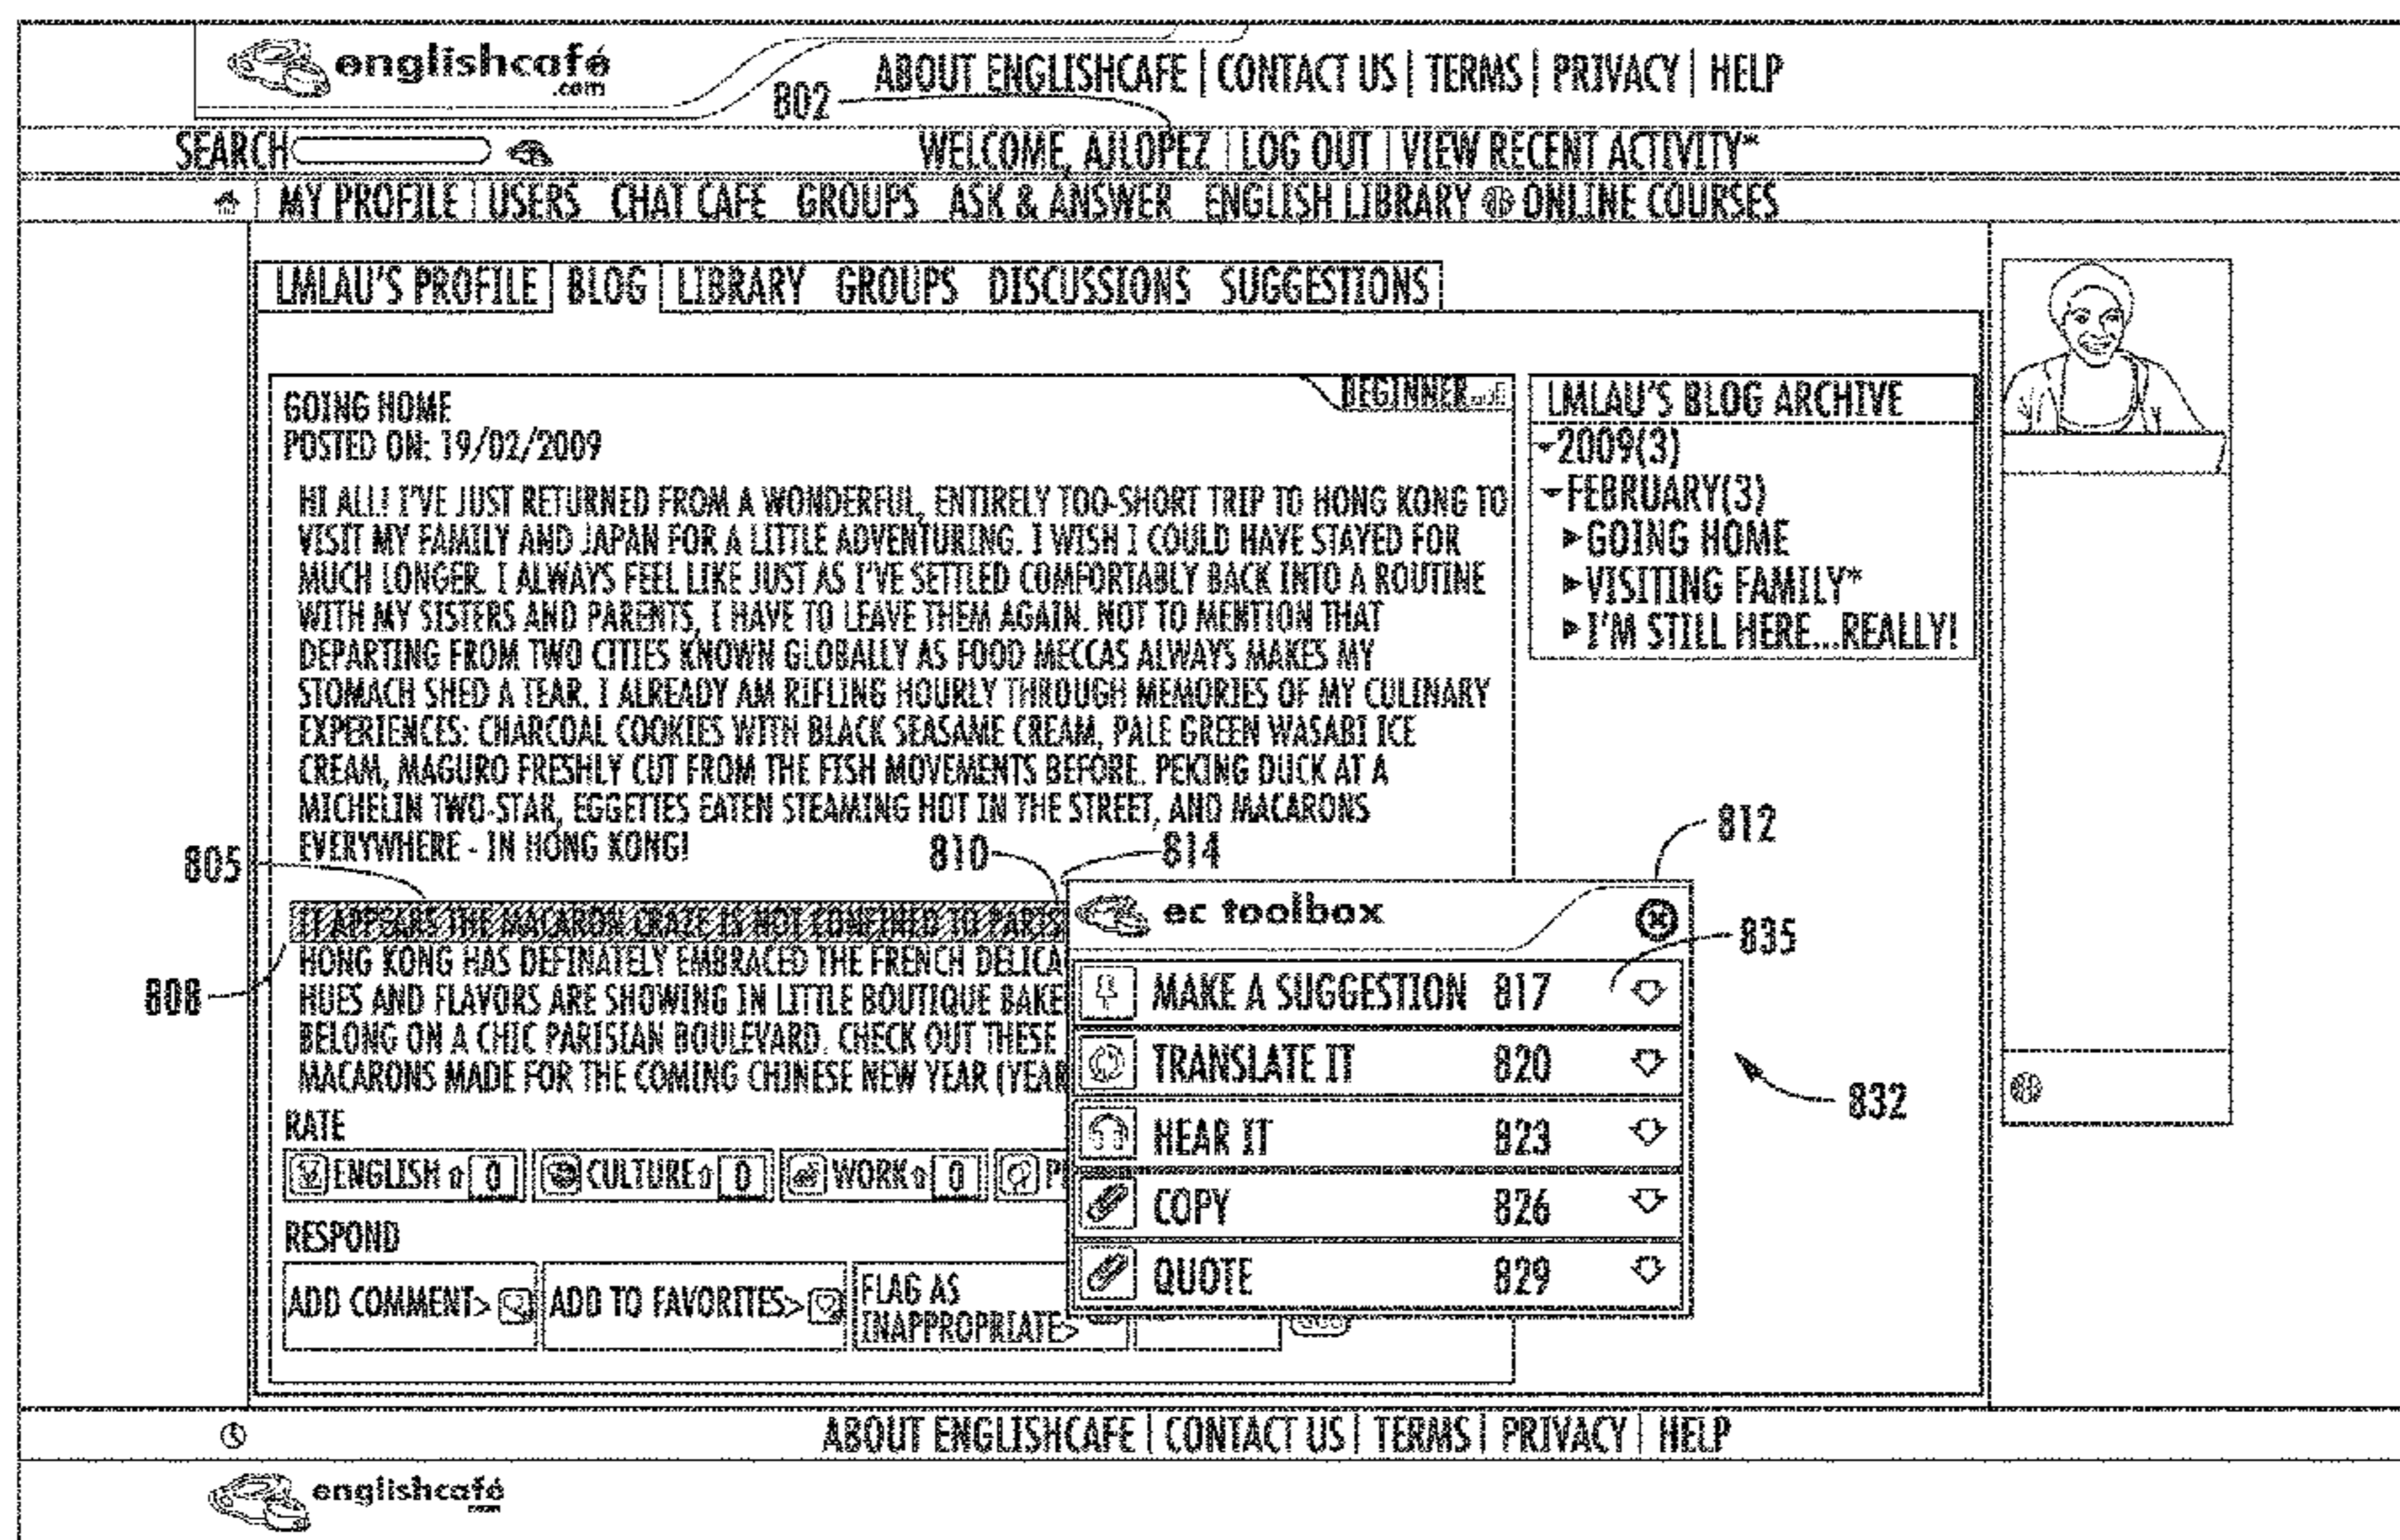 englishcafé
.com
ABOUT ENGLISHCAFE | CONTACT US | TERMS | PRIVACY | HELP
802
SEARCH
WELCOME, AJLOPEZ | LOG OUT | VIEW RECENT ACTIVITY*
MY PROFILE | USERS CHAT CAFE GROUPS ASK & ANSWER ENGLISH LIBRARY ONLINE COURSES
LMLAU'S PROFILE | BLOG | LIBRARY GROUPS DISCUSSIONS SUGGESTIONS
BEGINNER
GOING HOME
POSTED ON: 19/02/2009
HI ALL! I'VE JUST RETURNED FROM A WONDERFUL, ENTIRELY TOO-SHORT TRIP TO HONG KONG TO
VISIT MY FAMILY AND JAPAN FOR A LITTLE ADVENTURING. I WISH I COULD HAVE STAYED FOR
MUCH LONGER. I ALWAYS FEEL LIKE JUST AS I'VE SETTLED COMFORTABLY BACK INTO A ROUTINE
WITH MY SISTERS AND PARENTS, I HAVE TO LEAVE THEM AGAIN. NOT TO MENTION THAT
DEPARTING FROM TWO CITIES KNOWN GLOBALLY AS FOOD MECCAS ALWAYS MAKES MY
STOMACH SHED A TEAR. I ALREADY AM RIFLING HOURLY THROUGH MEMORIES OF MY CULINARY
EXPERIENCES: CHARCOAL COOKIES WITH BLACK SEASAME CREAM, PALE GREEN WASABI ICE
CREAM, MAGURO FRESHLY CUT FROM THE FISH MOVEMENTS BEFORE. PEKING DUCK AT A
MICHELIN TWO-STAR, EGGETTES EATEN STEAMING HOT IN THE STREET, AND MACARONS
EVERYWHERE - IN HONG KONG!
LMLAU'S BLOG ARCHIVE
2009(3)
FEBRUARY(3)
GOING HOME
VISITING FAMILY*
I'M STILL HERE...REALLY!
805
810
814
812
IT APPEARS THE MACARON CRAZE IS NOT CONFINED TO PARIS
808
HONG KONG HAS DEFINATELY EMBRACED THE FRENCH DELICA
HUES AND FLAVORS ARE SHOWING IN LITTLE BOUTIQUE BAKE
BELONG ON A CHIC PARISIAN BOULEVARD. CHECK OUT THESE
MACARONS MADE FOR THE COMING CHINESE NEW YEAR (YEAR
ec toolbox
835
MAKE A SUGGESTION 817
TRANSLATE IT 820
HEAR IT 823
COPY 826
QUOTE 829
832
RATE
ENGLISH 0 CULTURE 0 WORK 0 P
RESPOND
ADD COMMENT> ADD TO FAVORITES> FLAG AS
INAPPROPRIATE>
ABOUT ENGLISHCAFE | CONTACT US | TERMS | PRIVACY | HELP
englishcafé
.com